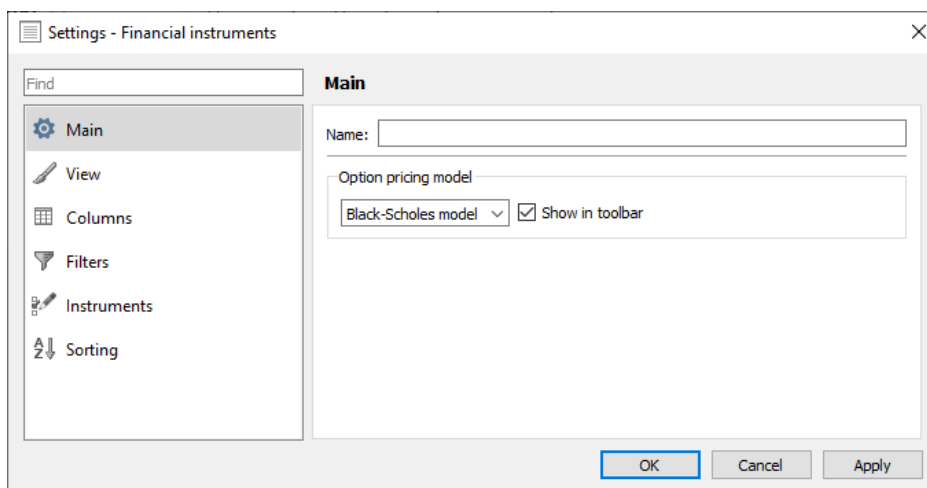 Settings - Financial instruments
Find
Main
View
Columns
Filters
Instruments
Sorting
Main
Name:
Option pricing model
Black-Scholes model Show in toolbar
OK Cancel Apply